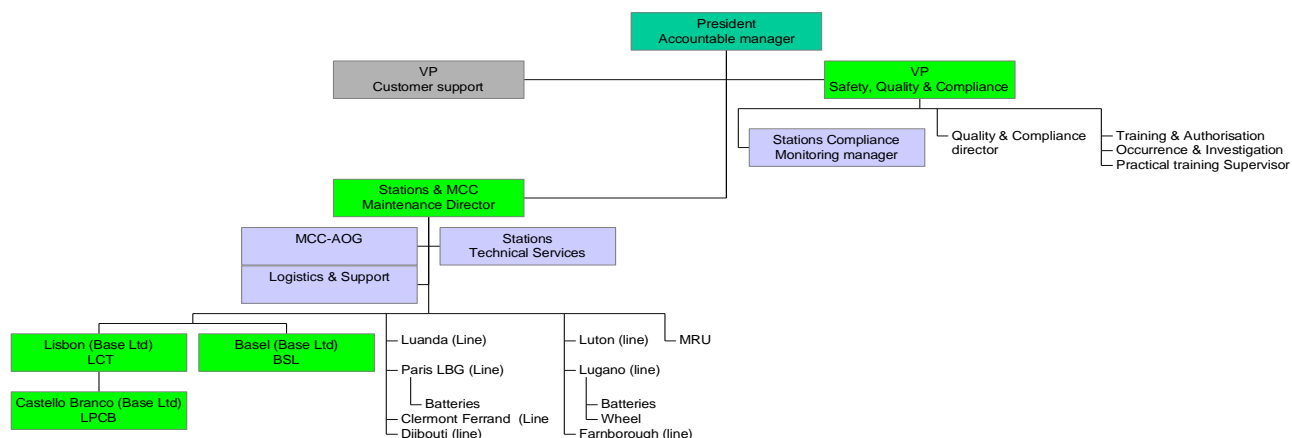 President
Accountable manager
VP
Customer support
VP
Safety, Quality & Compliance
Stations Compliance
Monitoring manager
Quality & Compliance
director
Training & Authorisation
Occurrence & Investigation
Practical training Supervisor
Stations & MCC
Maintenance Director
MCC-AOG
Stations
Technical Services
Logistics & Support
Lisbon (Base Ltd)
LCT
Basel (Base Ltd)
BSL
Castello Branco (Base Ltd)
LPCB
Luanda (Line)
Paris LBG (Line)
Batteries
Clermont Ferrand  (Line
Djibouti (line)
Luton (line)
Lugano (line)
Batteries
Wheel
Farnborough (line)
MRU